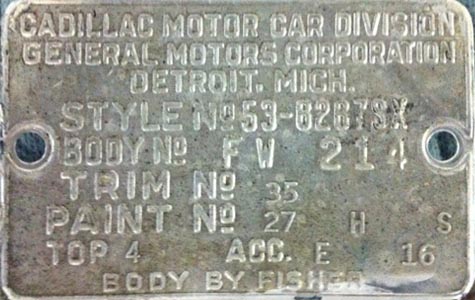 CADILLAC MOTOR CAR DIVISION
GENERAL MOTORS CORPORATION
DETROIT. MICH.
STYLE Nº 53-6267SX
BODY Nº FW 214
TRIM Nº 35
PAINT Nº 27 H S
TOP 4 ACC. E 16
BODY BY FISHER